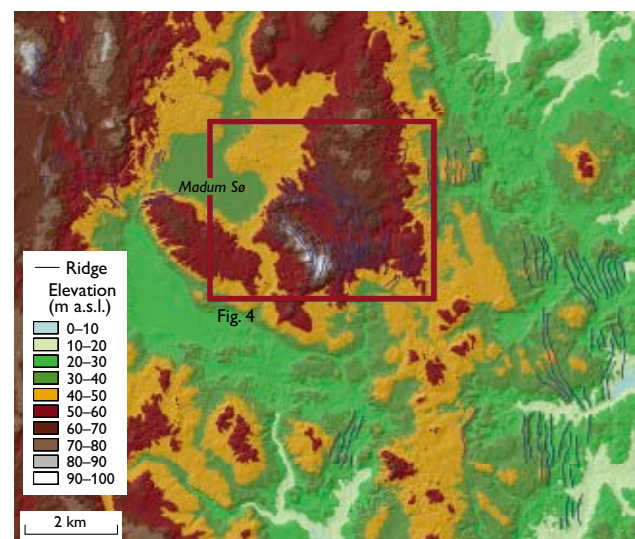 Madum Sø
Fig. 4
Ridge
Elevation
(m a.s.l.)
0–10
10–20
20–30
30–40
40–50
50–60
60–70
70–80
80–90
90–100
2 km